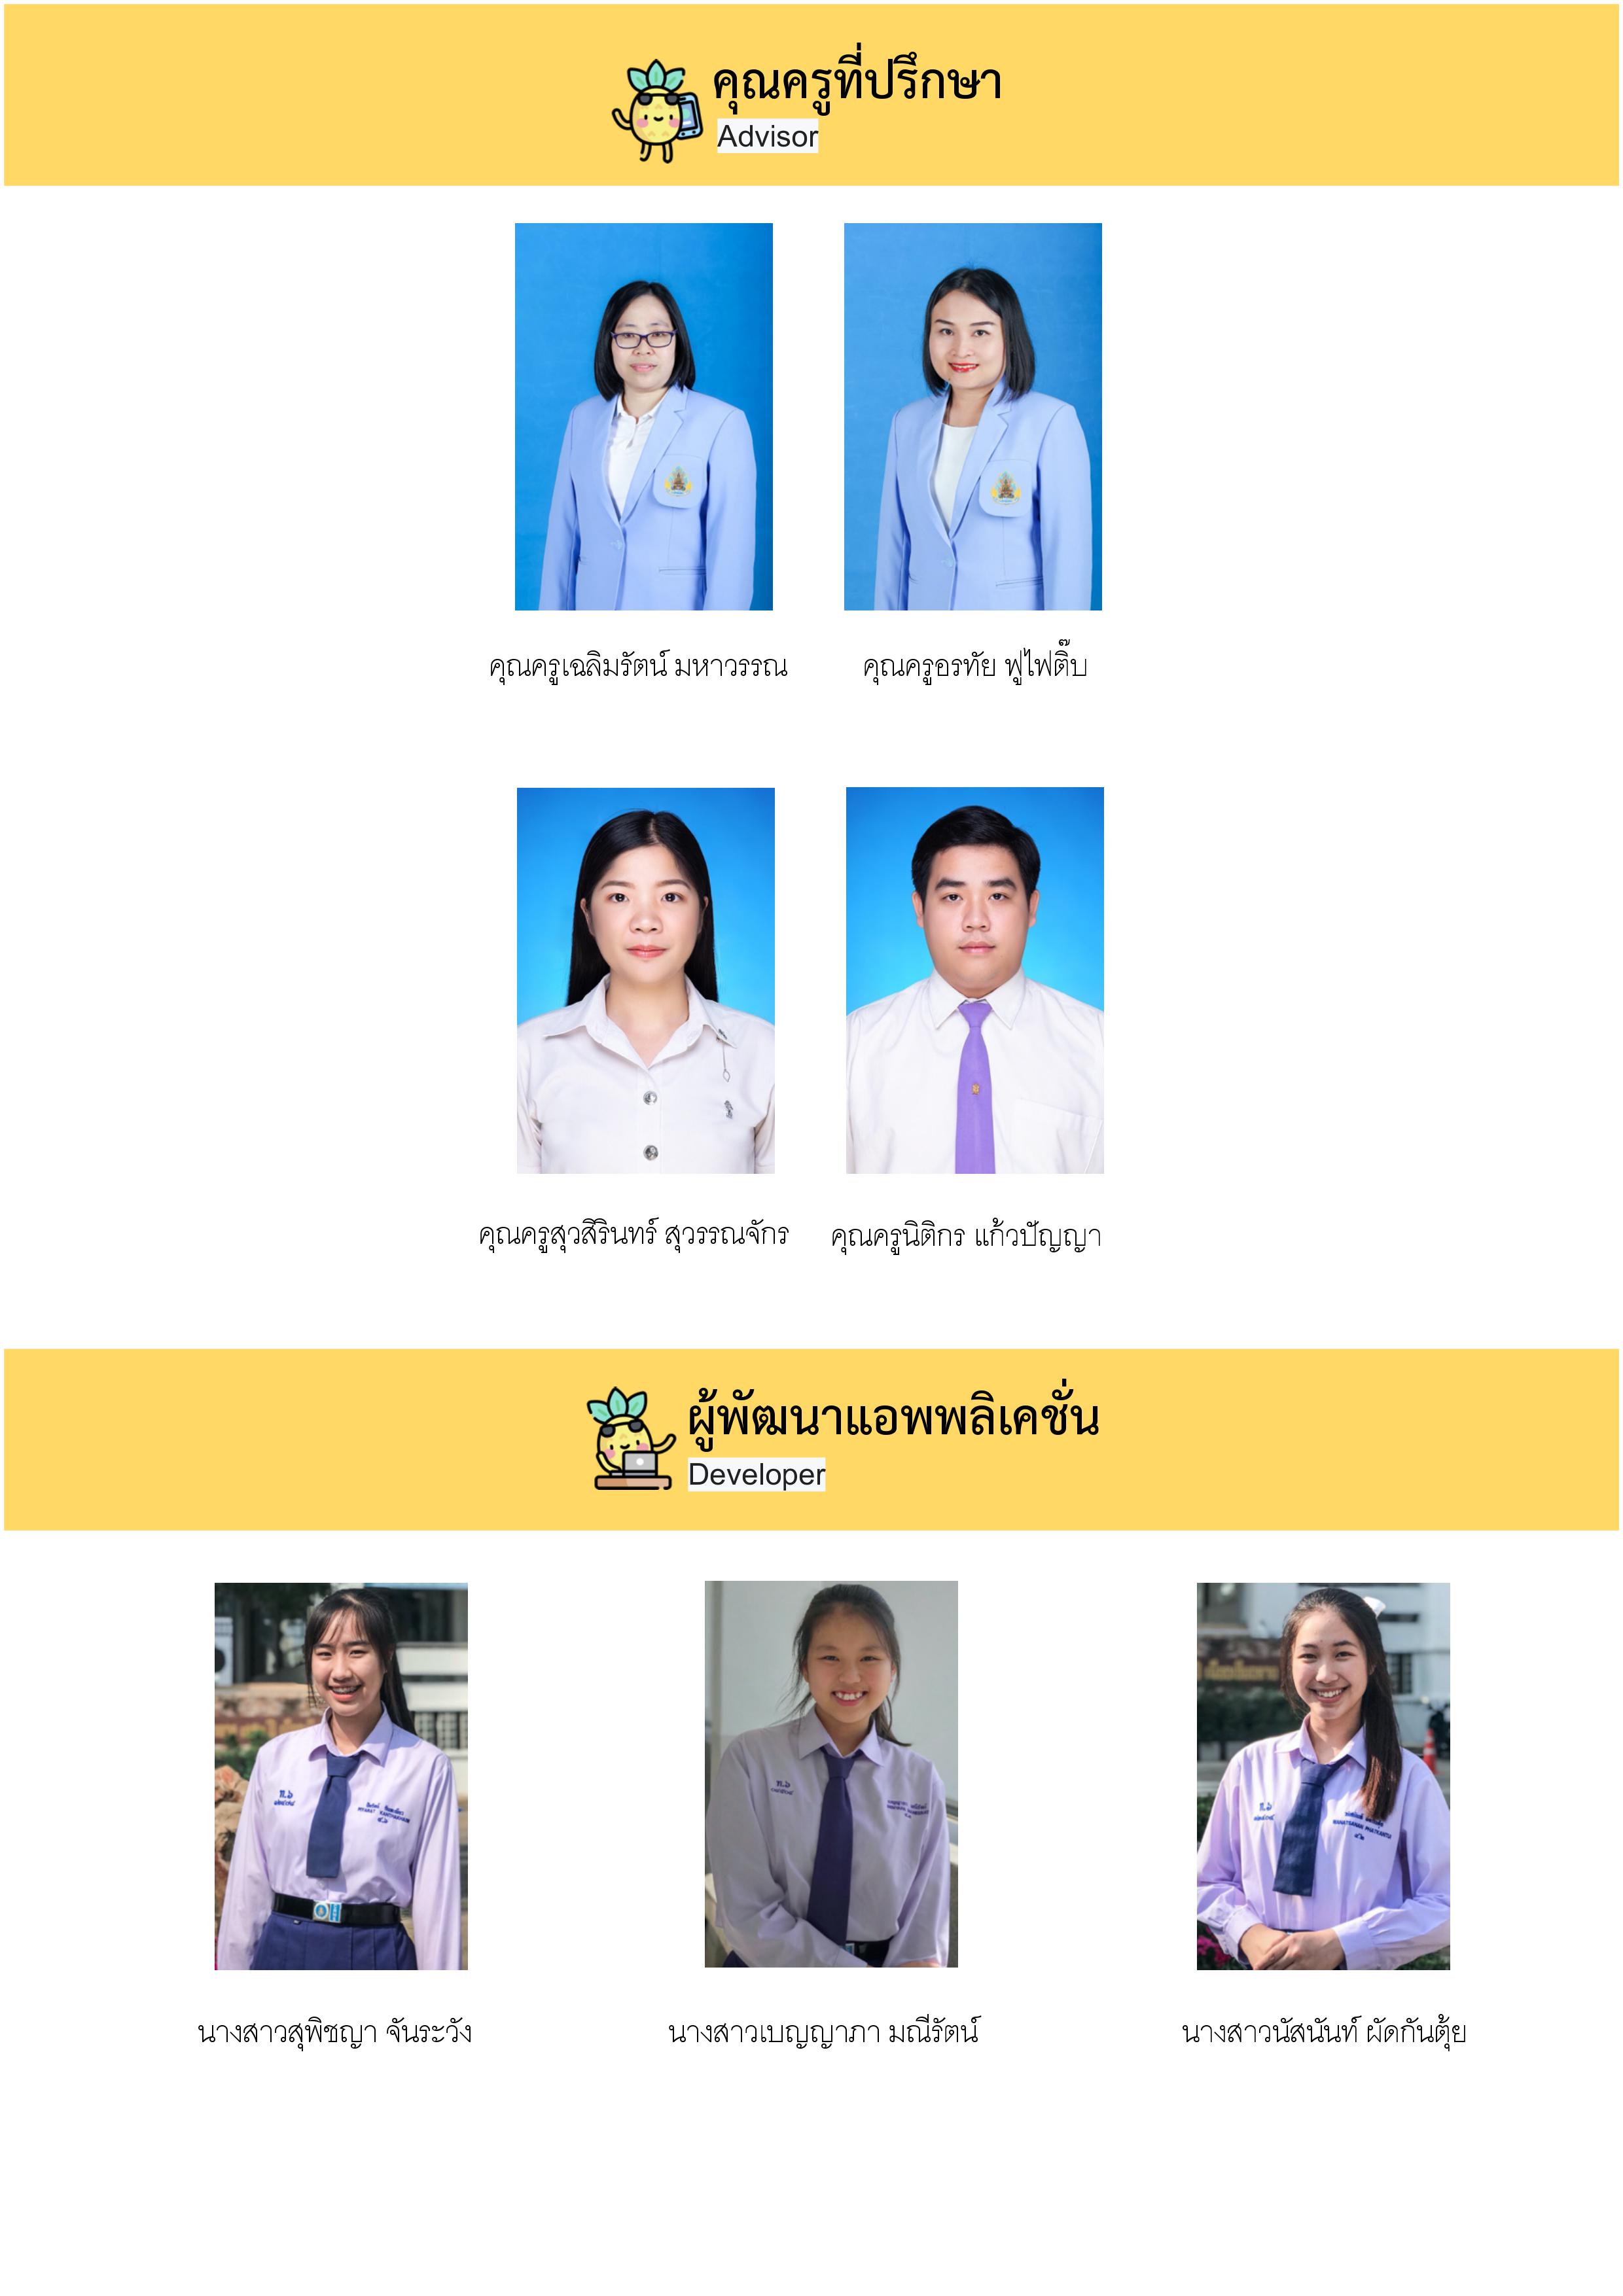 คุณครูที่ปรึกษา
Advisor
คุณครูเฉลิมรัตน์ มหาวรรณ
คุณครูอรทัย ฟูไฟติ๊บ
คุณครูสุวสิรินทร์ สุวรรณจักร
คุณครูนิติกร แก้วปัญญา
ผู้พัฒนาแอพพลิเคชั่น
Developer
ท.๖
ท.๖
ท.๖
นางสาวสุพิชญา จันระวัง
นางสาวเบญญาภา มณีรัตน์
นางสาวนัสนันท์ ผัดกันตุ้ย